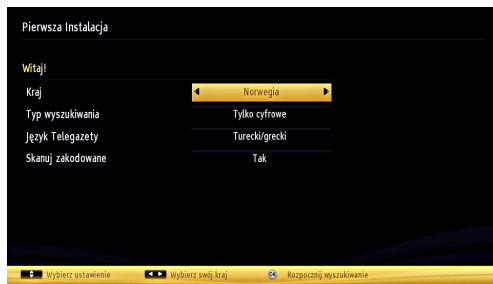 Pierwsza Instalacja
Witaj!
Kraj Norwegia
Typ wyszukiwania Tylko cyfrowe
Język Telegazety Turecki/grecki
Skanuj zakodowane Tak
Wybierz ustawienie Wybierz swój kraj OK Rozpocznij wyszukiwanie